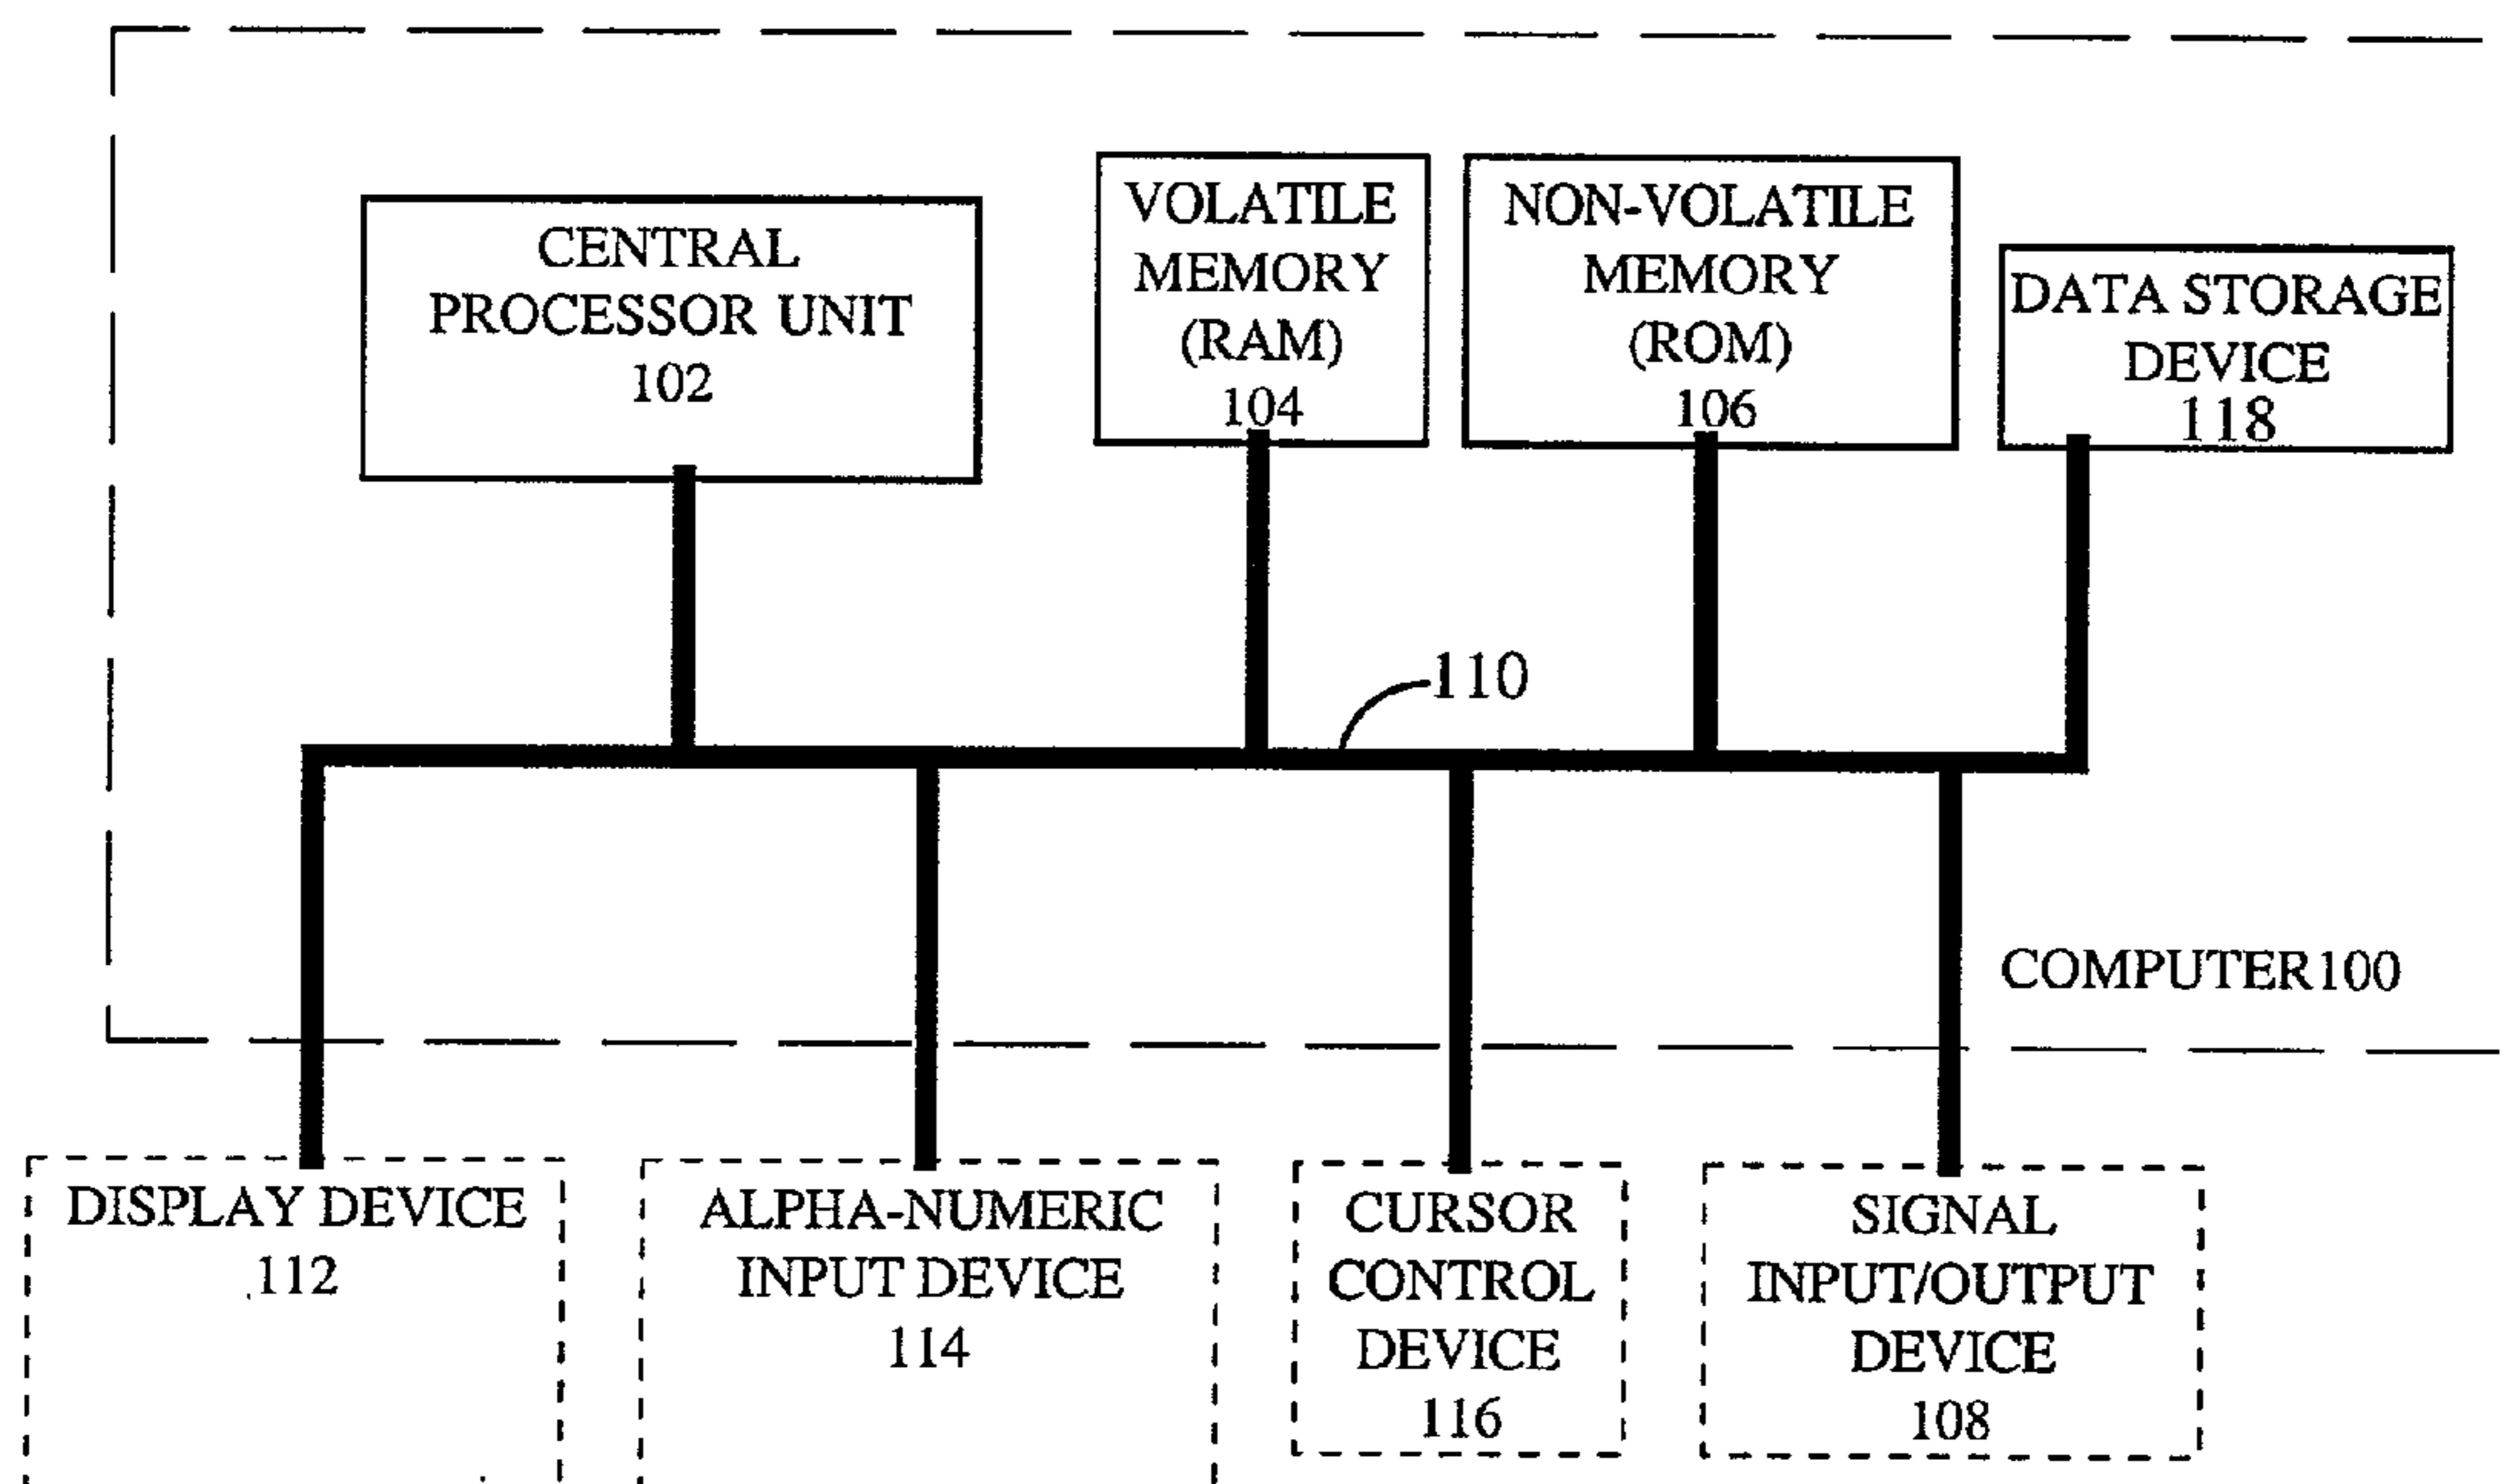 CENTRAL
PROCESSOR UNIT
102
VOLATILE
MEMORY
(RAM)
104
NON-VOLATILE
MEMORY
(ROM)
106
DATA STORAGE
DEVICE
118
110
COMPUTER100
DISPLAY DEVICE
112
ALPHA-NUMERIC
INPUT DEVICE
114
CURSOR
CONTROL
DEVICE
116
SIGNAL
INPUT/OUTPUT
DEVICE
108